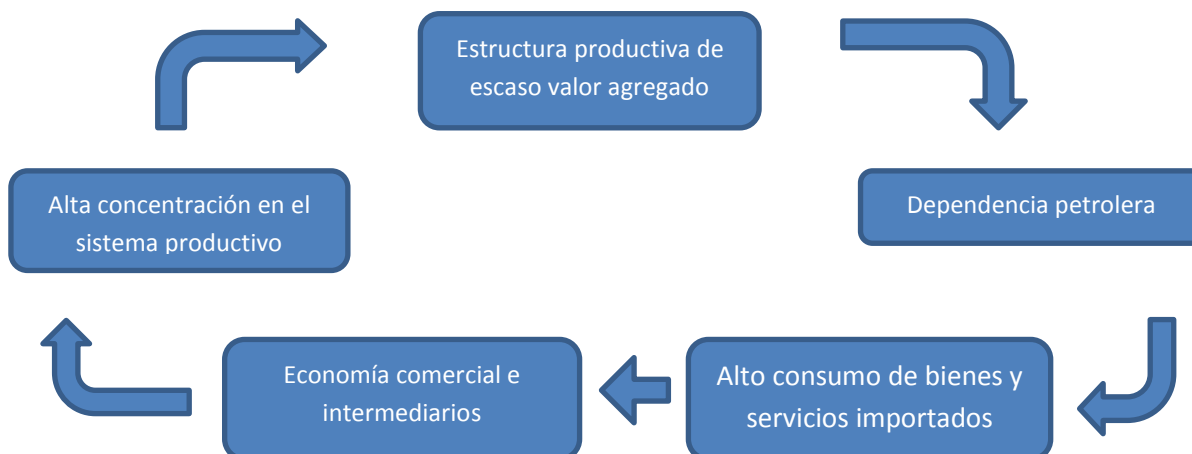 Estructura productiva de
escaso valor agregado
Dependencia petrolera
Alto consumo de bienes y
servicios importados
Economía comercial e
intermediarios
Alta concentración en el
sistema productivo